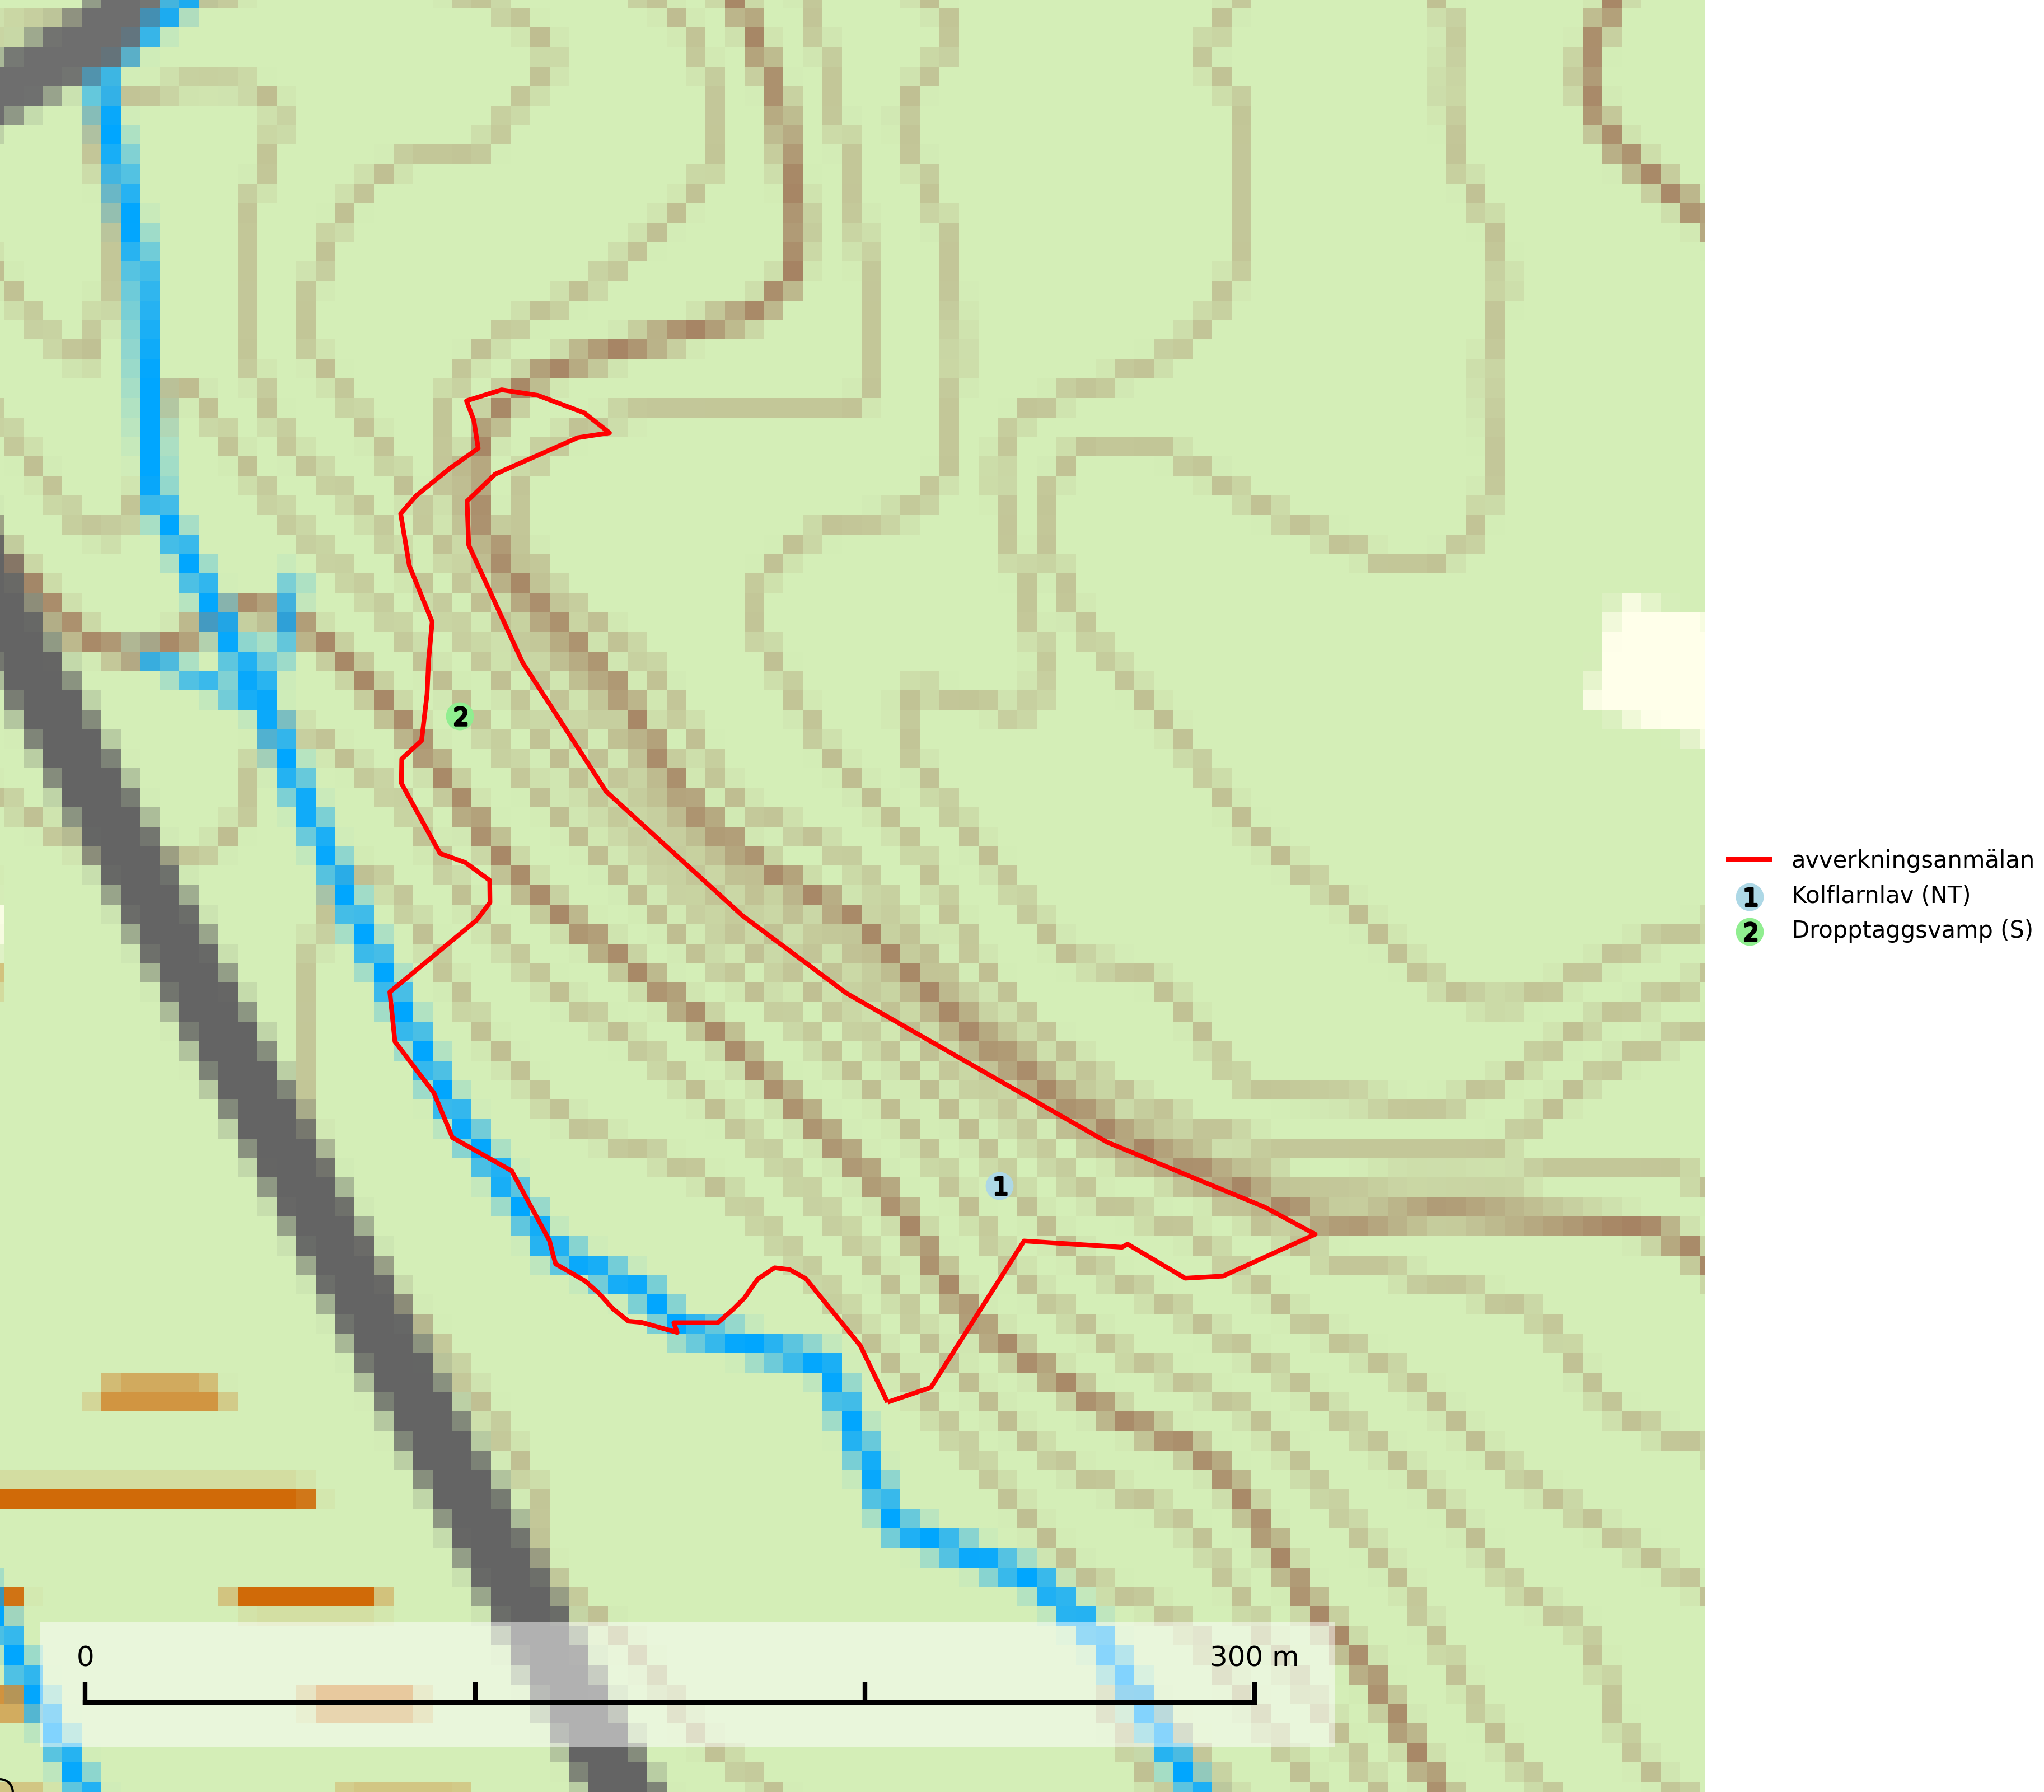 2
1
avverkningsanmälan
1 Kolflarnlav (NT)
2 Dropptaggsvamp (S)
0 300 m